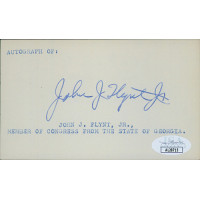 AUTOGRAPH OF:
John J. Flynt Jr
JOHN J. FLYNT, JR.,
MEMBER OF CONGRESS FROM THE STATE OF GEORGIA.